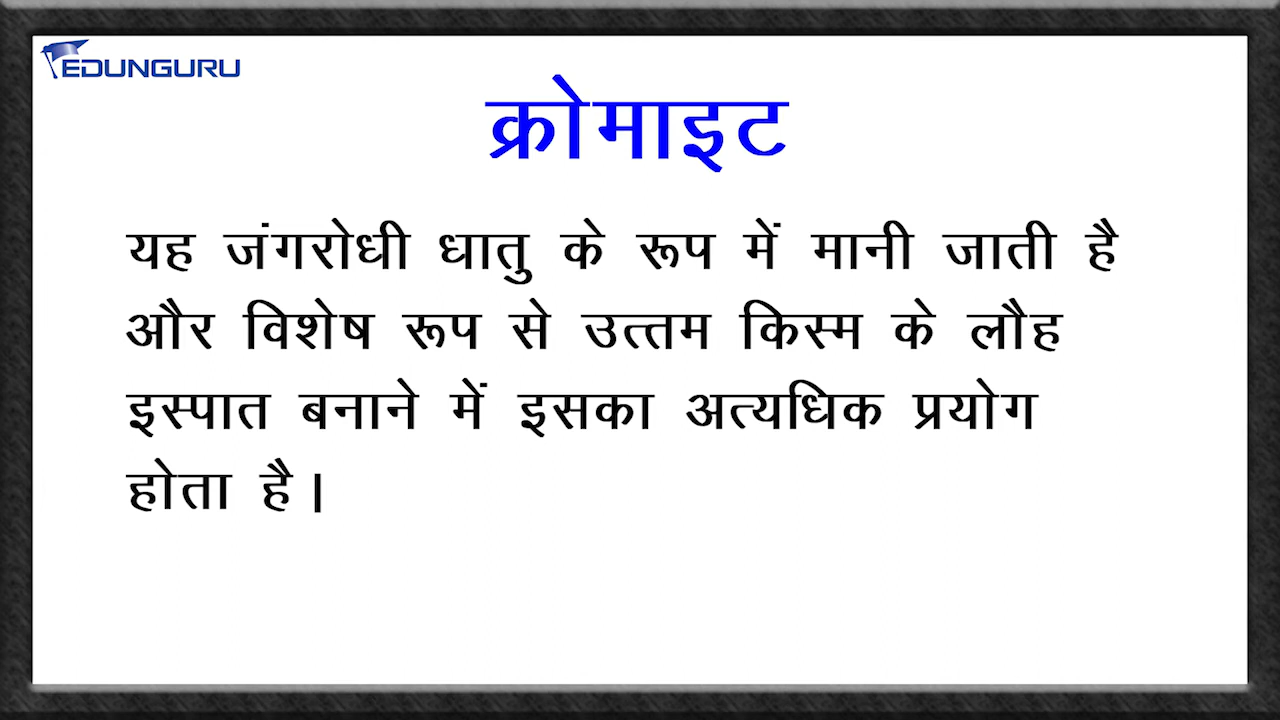 EDUNGURU
क्रोमाइट
यह जंगरोधी धातु के रूप में मानी जाती है
और विशेष रूप से उत्तम किस्म के लौह
इस्पात बनाने में इसका अत्यधिक प्रयोग
होता है।